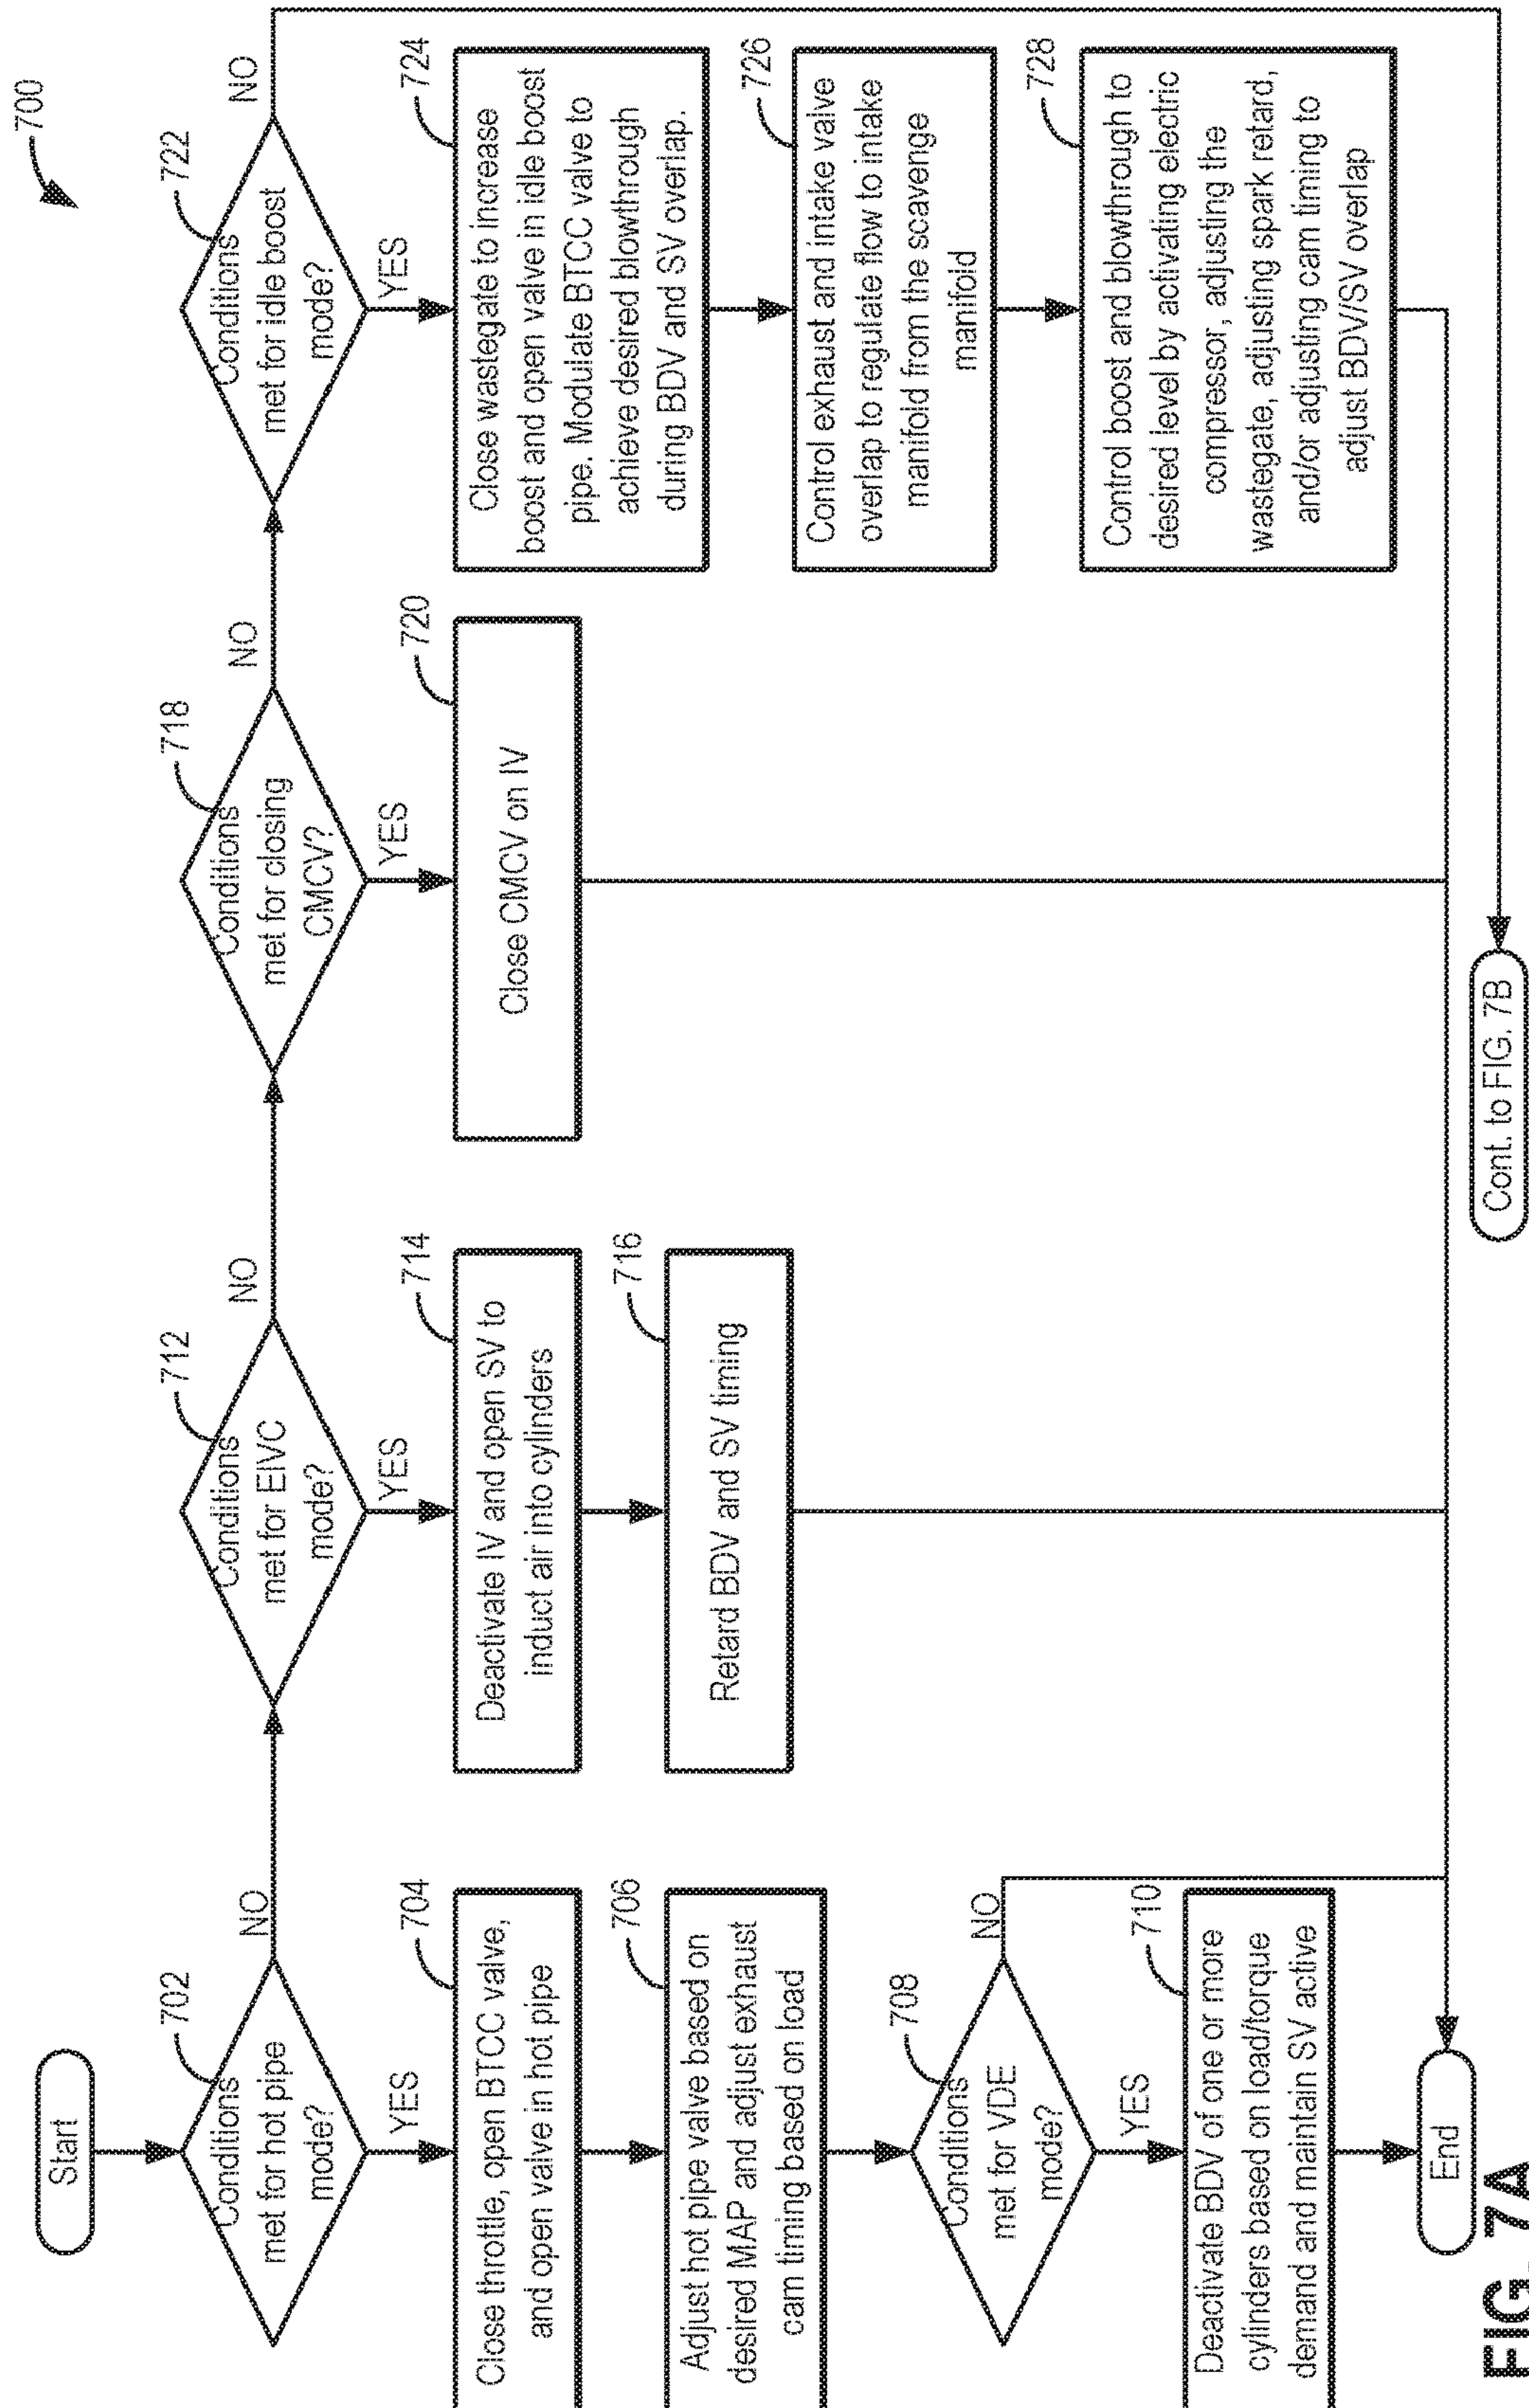 700
Start
702
Conditions
met for hot pipe
mode?
NO
YES
704
Close throttle, open BTCC valve,
and open valve in hot pipe
706
Adjust hot pipe valve based on
desired MAP and adjust exhaust
cam timing based on load
708
Conditions
met for VDE
mode?
NO
YES
710
Deactivate BDV of one or more
cylinders based on load/torque
demand and maintain SV active
End
712
Conditions
met for EIVC
mode?
NO
YES
714
Deactivate IV and open SV to
induct air into cylinders
716
Retard BDV and SV timing
718
Conditions
met for closing
CMCV?
NO
YES
720
Close CMCV on IV
722
Conditions
met for idle boost
mode?
NO
YES
724
Close wastegate to increase
boost and open valve in idle boost
pipe. Modulate BTCC valve to
achieve desired blowthrough
during BDV and SV overlap.
726
Control exhaust and intake valve
overlap to regulate flow to intake
manifold from the scavenge
manifold
728
Control boost and blowthrough to
desired level by activating electric
compressor, adjusting the
wastegate, adjusting spark retard,
and/or adjusting cam timing to
adjust BDV/SV overlap
Cont. to FIG. 7B
FIG. 7A